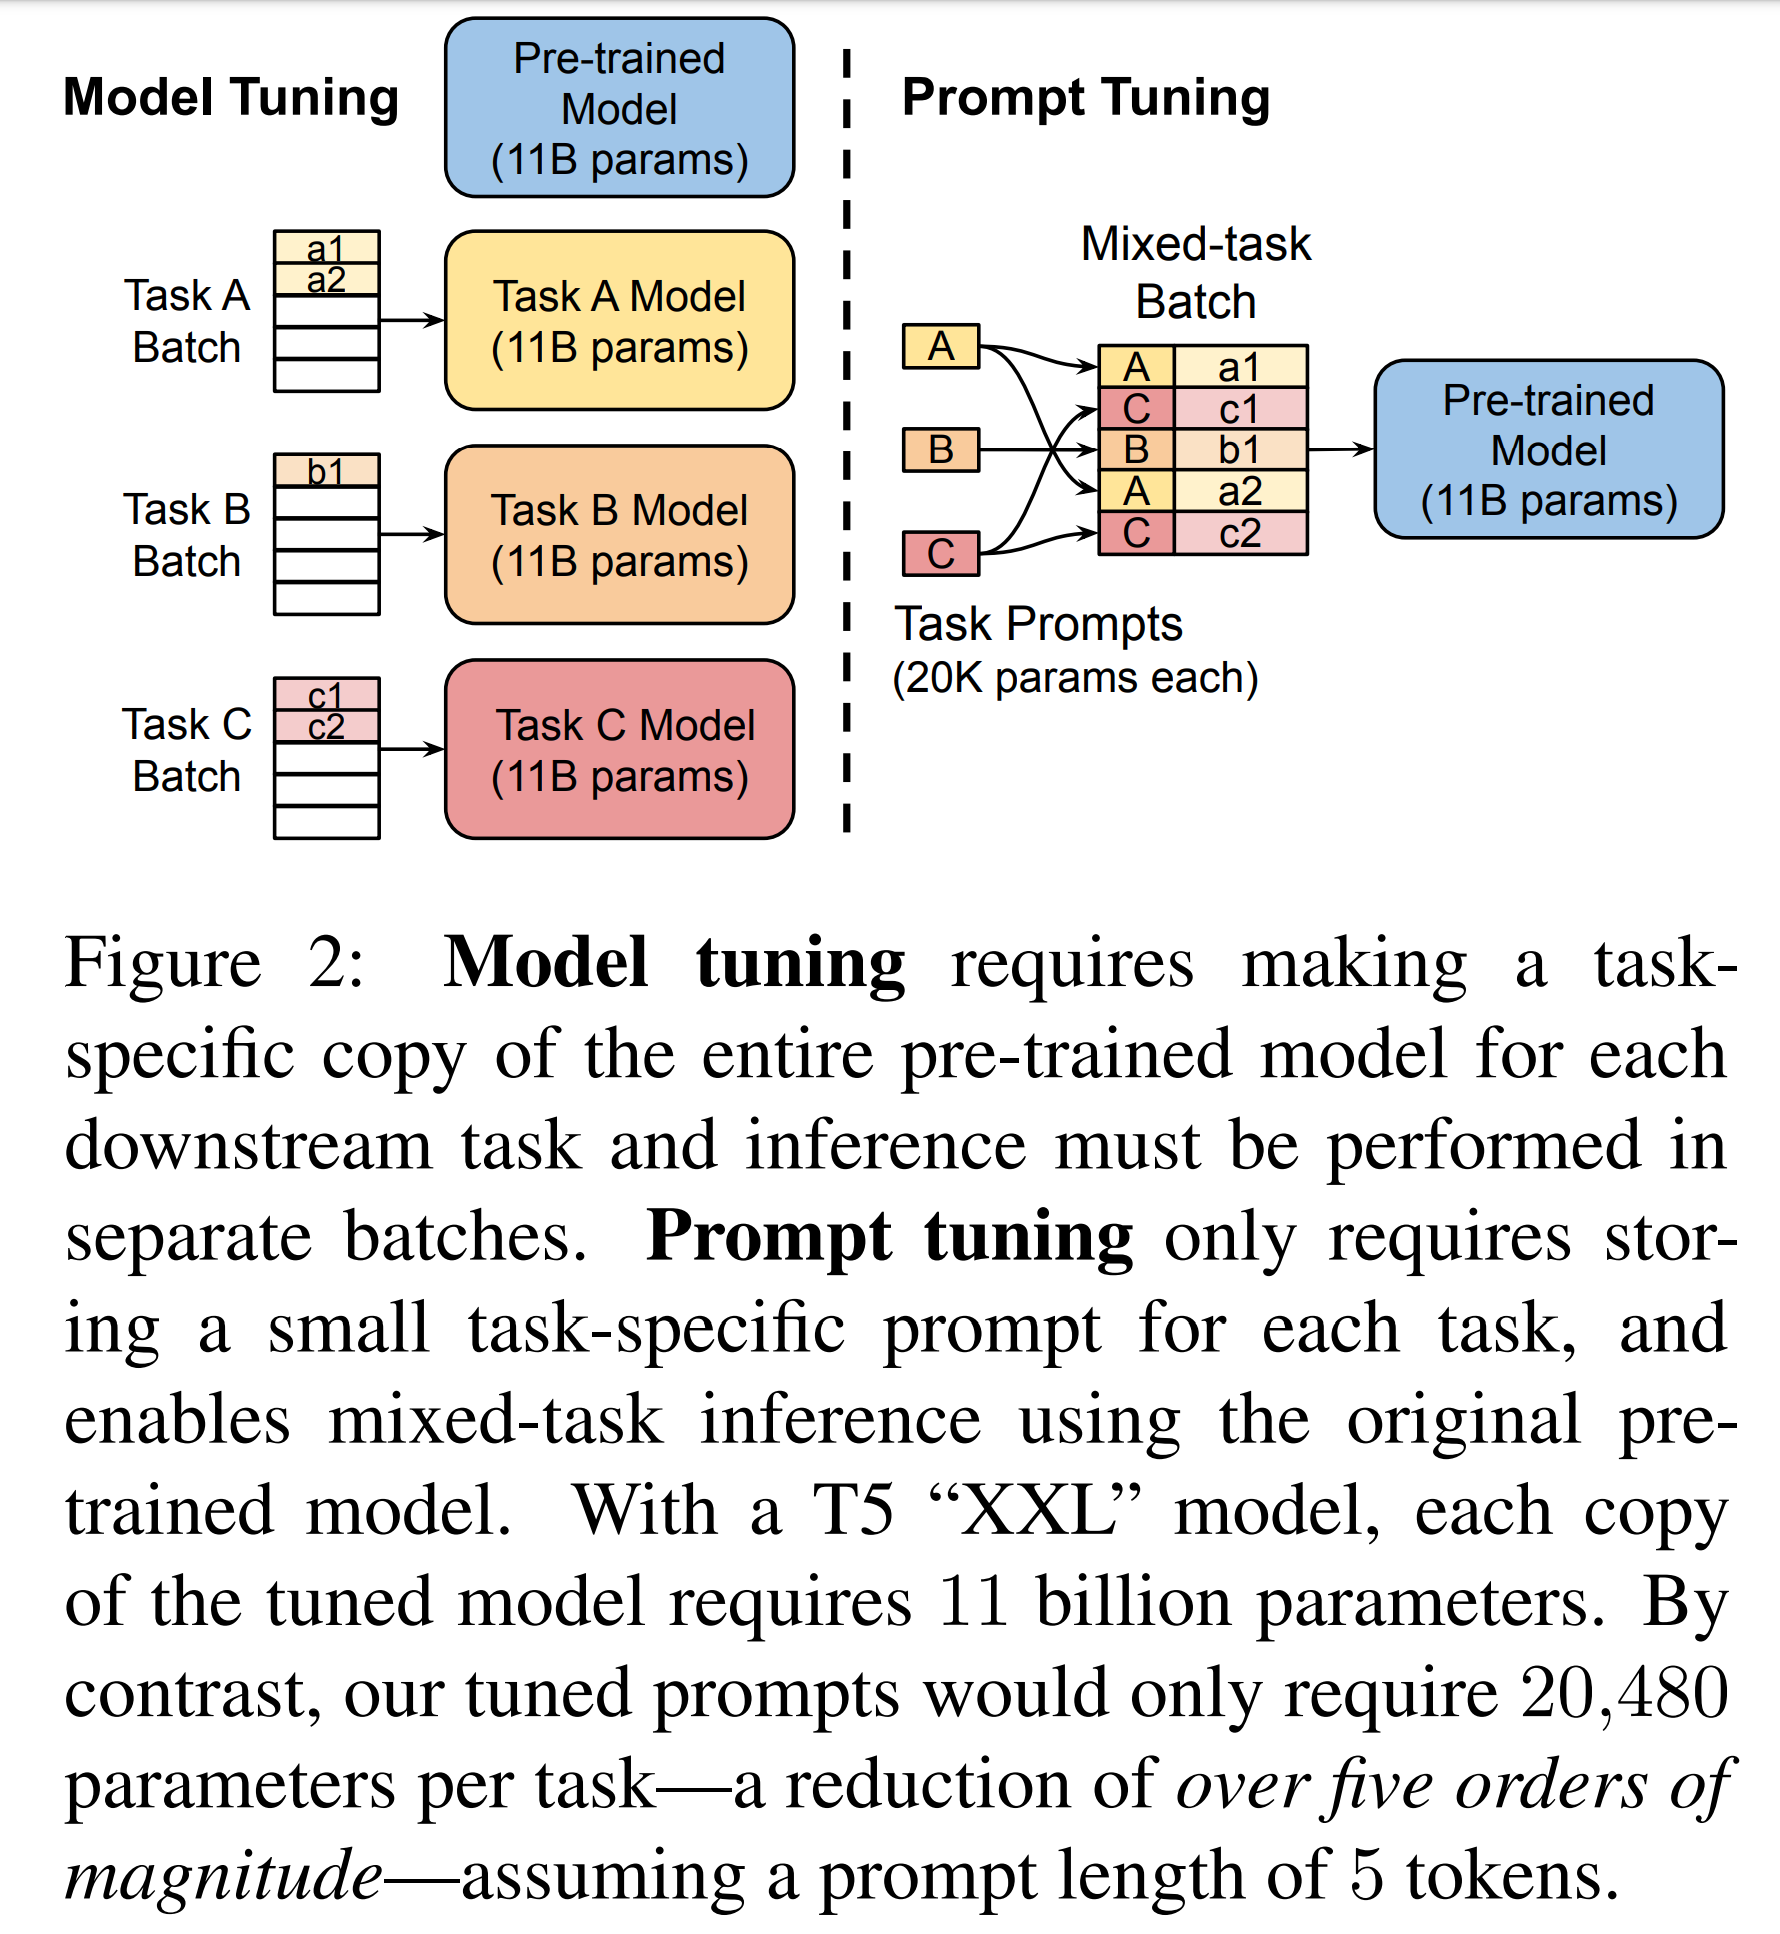 Model Tuning
Pre-trained
Model
(11B params)
Task A
Batch
a1
a2
Task A Model
(11B params)
Task B
Batch
b1
Task B Model
(11B params)
Task C
Batch
c1
c2
Task C Model
(11B params)
Prompt Tuning
Mixed-task
Batch
A
B
C
A a1
C c1
B b1
A a2
C c2
Pre-trained
Model
(11B params)
Task Prompts
(20K params each)
Figure 2: Model tuning requires making a task-
specific copy of the entire pre-trained model for each
downstream task and inference must be performed in
separate batches. Prompt tuning only requires stor-
ing a small task-specific prompt for each task, and
enables mixed-task inference using the original pre-
trained model. With a T5 “XXL” model, each copy
of the tuned model requires 11 billion parameters. By
contrast, our tuned prompts would only require 20,480
parameters per task—a reduction of over five orders of
magnitude—assuming a prompt length of 5 tokens.